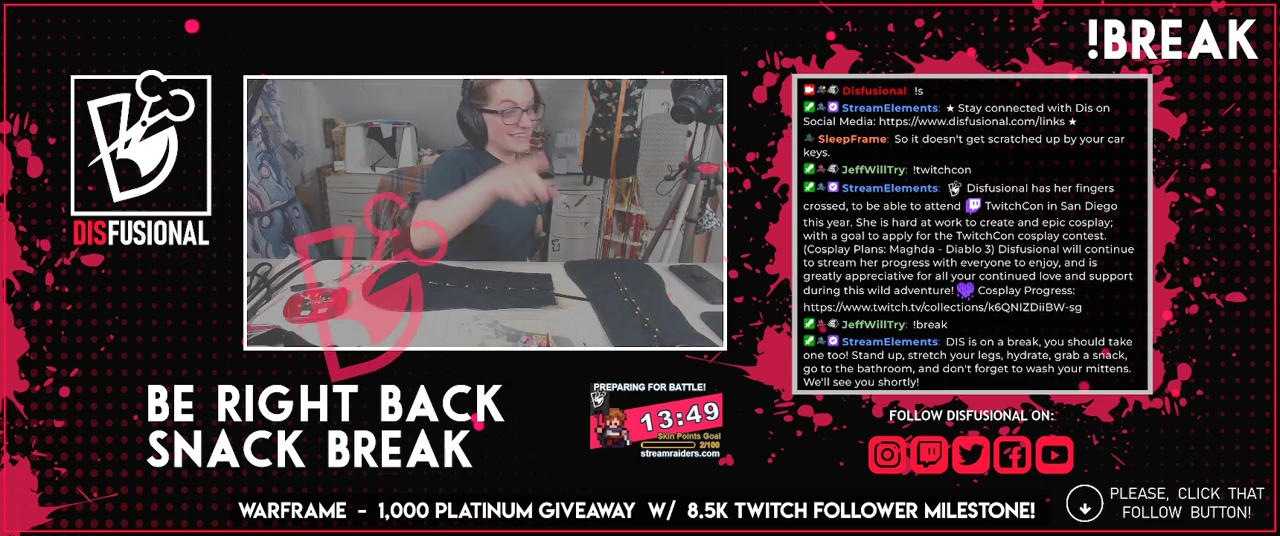 !BREAK
DISFUSIONAL
Disfusional: !s
StreamElements: ★ Stay connected with Dis on
Social Media: https://www.disfusional.com/links ★
SleepFrame: So it doesn't get scratched up by your car
keys.
JeffWillTry: !twitchcon
StreamElements: Disfusional has her fingers
crossed, to be able to attend TwitchCon in San Diego
this year. She is hard at work to create and epic cosplay;
with a goal to apply for the TwitchCon cosplay contest.
(Cosplay Plans: Maghda - Diablo 3) Disfusional will continue
to stream her progress with everyone to enjoy, and is
greatly appreciative for all your continued love and support
during this wild adventure! Cosplay Progress:
https://www.twitch.tv/collections/k6QNIZDiiBW-sg
JeffWillTry: !break
StreamElements: DIS is on a break, you should take
one too! Stand up, stretch your legs, hydrate, grab a snack,
go to the bathroom, and don't forget to wash your mittens.
We'll see you shortly!
BE RIGHT BACK
SNACK BREAK
PREPARING FOR BATTLE!
13:49
Skin Points Goal
2/100
streamraiders.com
FOLLOW DISFUSIONAL ON:
WARFRAME - 1,000 PLATINUM GIVEAWAY W/ 8.5K TWITCH FOLLOWER MILESTONE!
PLEASE, CLICK THAT
FOLLOW BUTTON!